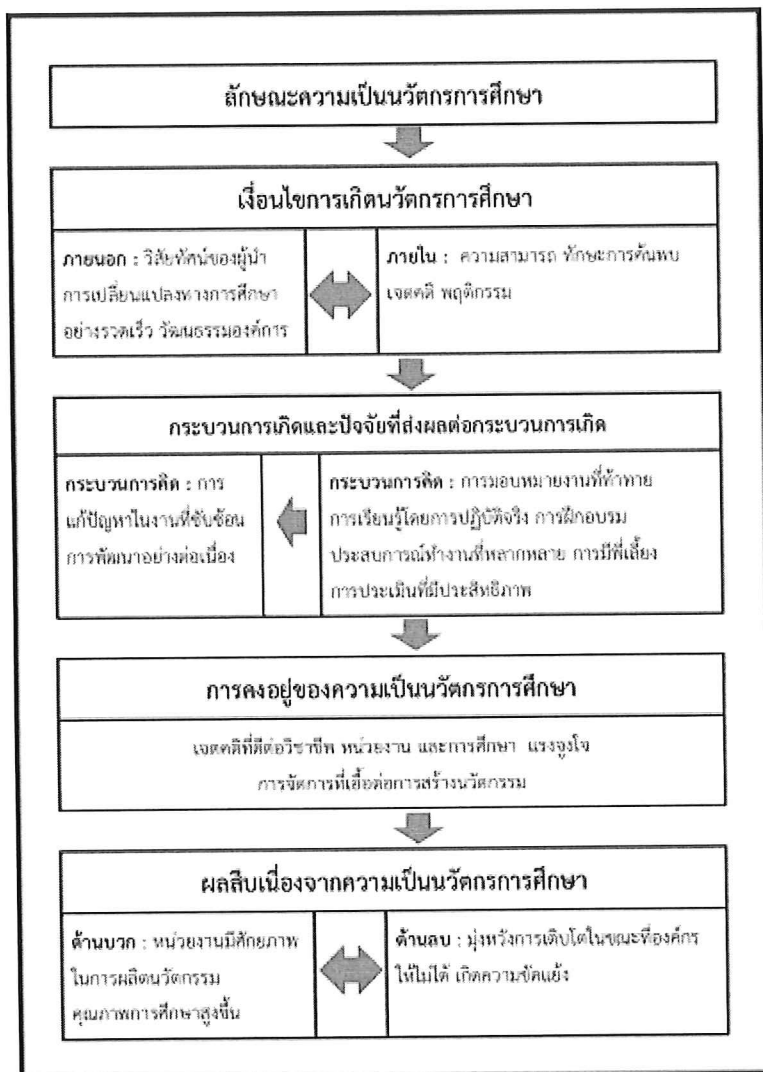 ลักษณะความเป็นนวัตกรการศึกษา
เงื่อนไขการเกิดนวัตกรการศึกษา
ภายนอก : วิสัยทัศน์ของผู้นำ
การเปลี่ยนแปลงทางการศึกษา
อย่างรวดเร็ว วัฒนธรรมองค์การ
ภายใน : ความสามารถ ทักษะการค้นพบ
เจตคติ พฤติกรรม
กระบวนการเกิดและปัจจัยที่ส่งผลต่อกระบวนการเกิด
กระบวนการคิด : การ
แก้ปัญหาในงานที่ซับซ้อน
การพัฒนาอย่างต่อเนื่อง
กระบวนการคิด : การมอบหมายงานที่ท้าทาย
การเรียนรู้โดยการปฏิบัติจริง การฝึกอบรม
ประสบการณ์ทำงานที่หลากหลาย การมีพี่เลี้ยง
การประเมินที่มีประสิทธิภาพ
การคงอยู่ของความเป็นนวัตกรการศึกษา
เจตคติที่ดีต่อวิชาชีพ หน่วยงาน และการศึกษา แรงจูงใจ
การจัดการที่เอื้อต่อการสร้างนวัตกรรม
ผลสืบเนื่องจากความเป็นนวัตกรการศึกษา
ด้านบวก : หน่วยงานมีศักยภาพ
ในการผลิตนวัตกรรม
คุณภาพการศึกษาสูงขึ้น
ด้านลบ : มุ่งหวังการเติบโตในขณะที่องค์กร
ให้ไม่ได้ เกิดความขัดแย้ง